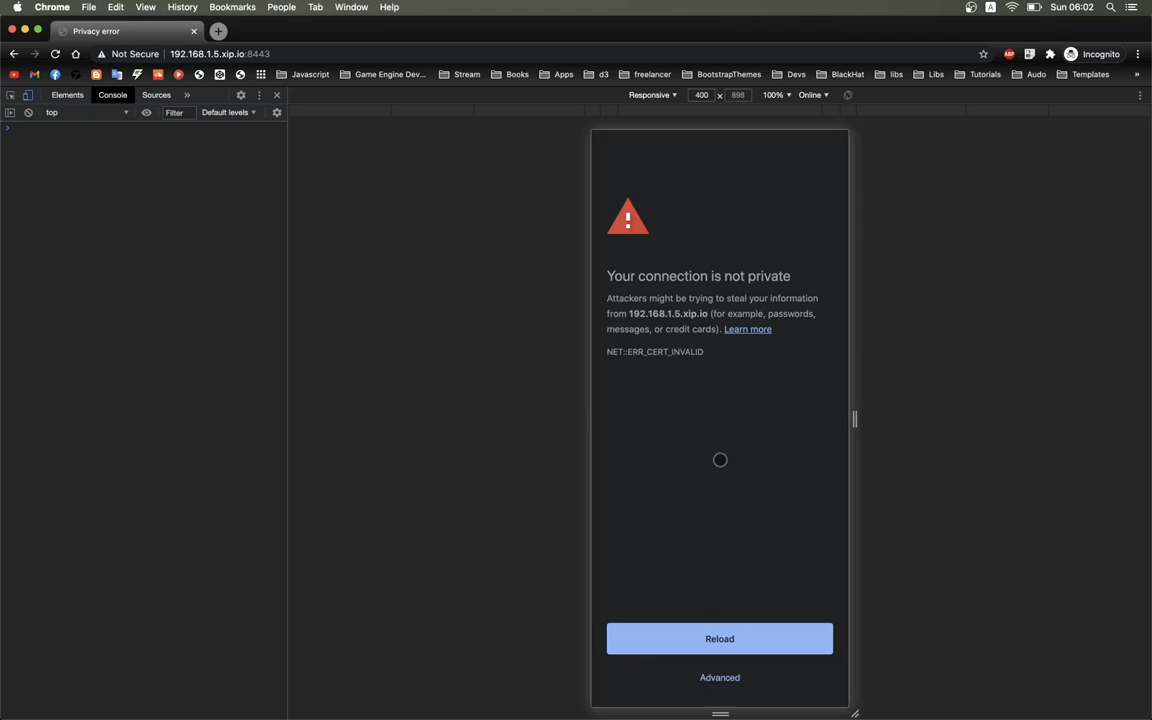 Chrome File Edit View History Bookmarks People Tab Window Help A Sun 06:02
Privacy error
Not Secure 192.168.1.5.xip.io:8443 ABP Incognito
Javascript Game Engine Dev... Stream Books Apps d3 freelancer BootstrapThemes Devs BlackHat libs Libs Tutorials Audo Templates »
Elements Console Sources » Responsive 400 × 898 100% Online
top Filter Default levels
Your connection is not private
Attackers might be trying to steal your information
from 192.168.1.5.xip.io (for example, passwords,
messages, or credit cards). Learn more
NET::ERR_CERT_INVALID
Reload
Advanced